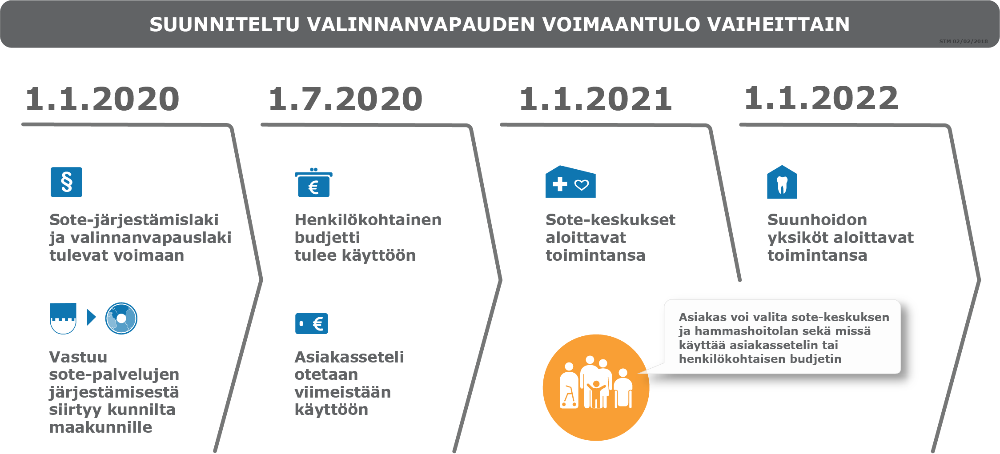 SUUNNITELTU VALINNANVAPAUDEN VOIMAANTULO VAIHEITTAIN
STM 02/02/2018
1.1.2020
§
Sote-järjestämislaki
ja valinnanvapauslaki
tulevat voimaan
Vastuu
sote-palvelujen
järjestämisestä
siirtyy kunnilta
maakunnille
1.7.2020
€
Henkilökohtainen
budjetti
tulee käyttöön
€
Asiakasseteli
otetaan
viimeistään
käyttöön
1.1.2021
Sote-keskukset
aloittavat
toimintansa
1.1.2022
Suunhoidon
yksiköt aloittavat
toimintansa
Asiakas voi valita sote-keskuksen
ja hammashoitolan sekä missä
käyttää asiakassetelin tai
henkilökohtaisen budjetin